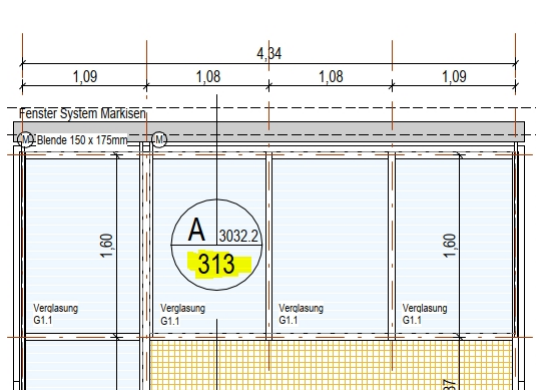 4,34
1,09 1,08 1,08 1,09
Fenster System Markisen
M Blende 150 x 175mm M
A 3032.2
313
1,60 1,60
Verglasung Verglasung Verglasung Verglasung
G1.1 G1.1 G1.1 G1.1